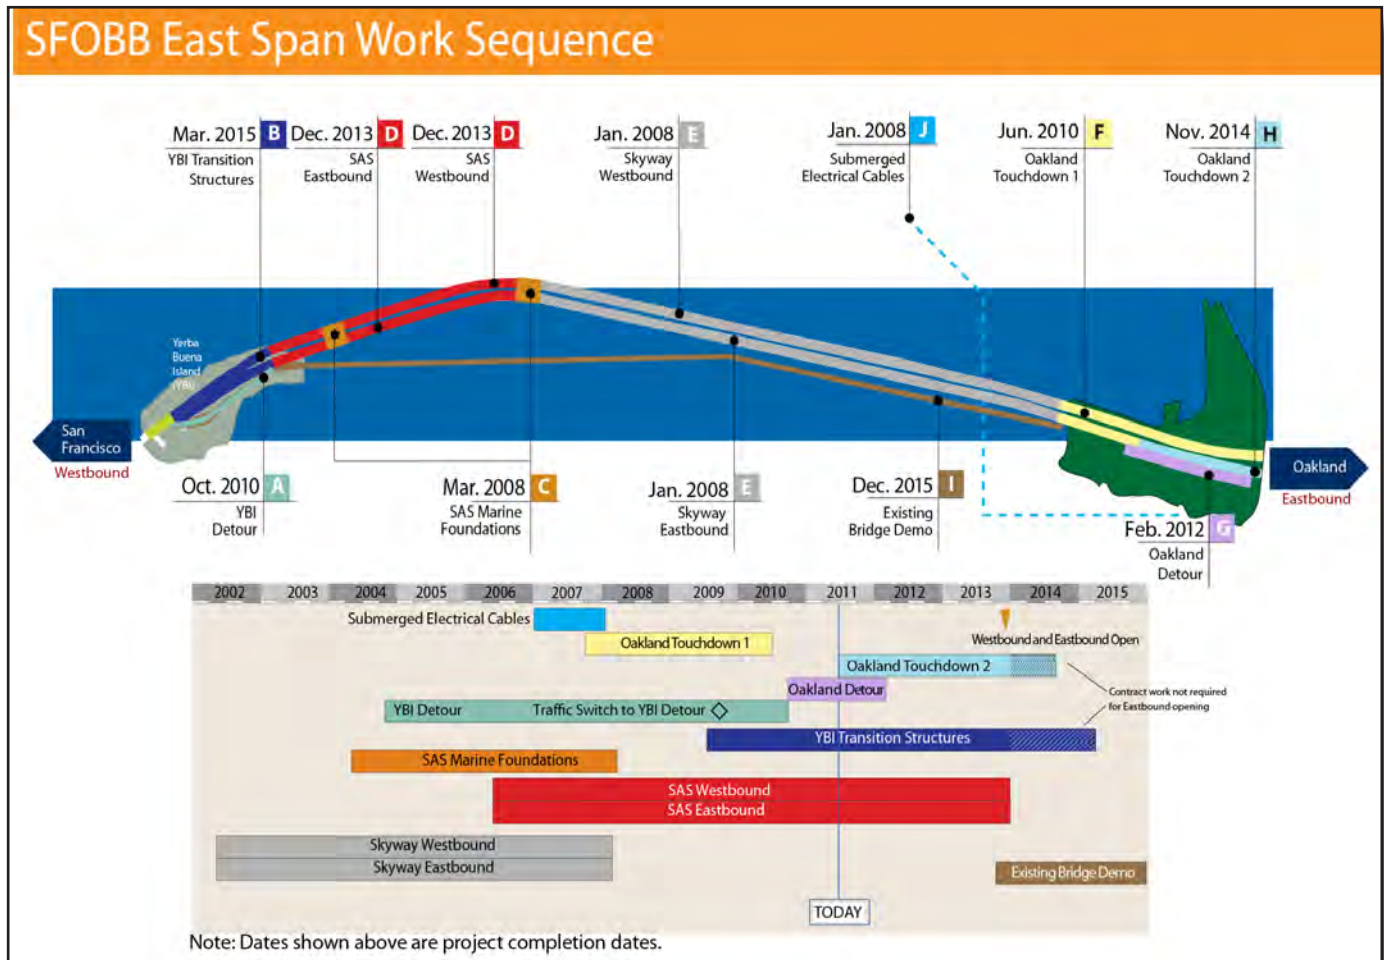 SFOBB East Span Work Sequence
Mar. 2015 B
YBI Transition
Structures
Dec. 2013 D
SAS
Eastbound
Dec. 2013 D
SAS
Westbound
Jan. 2008 E
Skyway
Westbound
Jan. 2008 J
Submerged
Electrical Cables
Jun. 2010 F
Oakland
Touchdown 1
Nov. 2014 H
Oakland
Touchdown 2
Yerba
Buena
Island
(YBI)
San
Francisco
Westbound
Oakland
Eastbound
Oct. 2010 A
YBI
Detour
Mar. 2008 C
SAS Marine
Foundations
Jan. 2008 E
Skyway
Eastbound
Dec. 2015 I
Existing
Bridge Demo
Feb. 2012 G
Oakland
Detour
2002 2003 2004 2005 2006 2007 2008 2009 2010 2011 2012 2013 2014 2015
Submerged Electrical Cables
Oakland Touchdown 1
Westbound and Eastbound Open
Oakland Touchdown 2
Oakland Detour
Contract work not required
for Eastbound opening
YBI Detour
Traffic Switch to YBI Detour
YBI Transition Structures
SAS Marine Foundations
SAS Westbound
SAS Eastbound
Skyway Westbound
Skyway Eastbound
Existing Bridge Demo
TODAY
Note: Dates shown above are project completion dates.